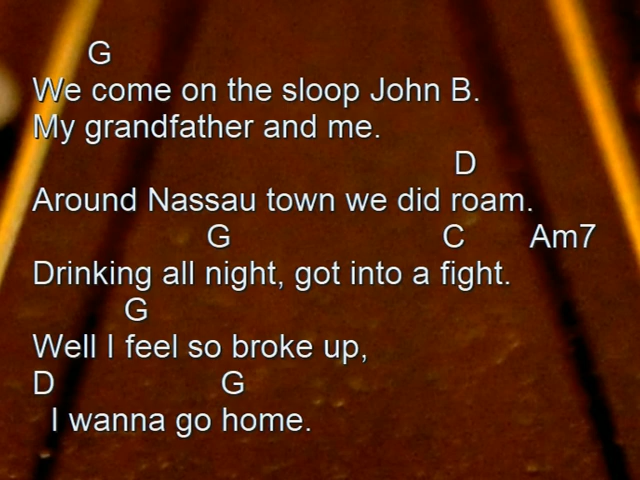 G
We come on the sloop John B.
My grandfather and me.
D
Around Nassau town we did roam.
G C Am7
Drinking all night, got into a fight.
G
Well I feel so broke up,
D G
I wanna go home.